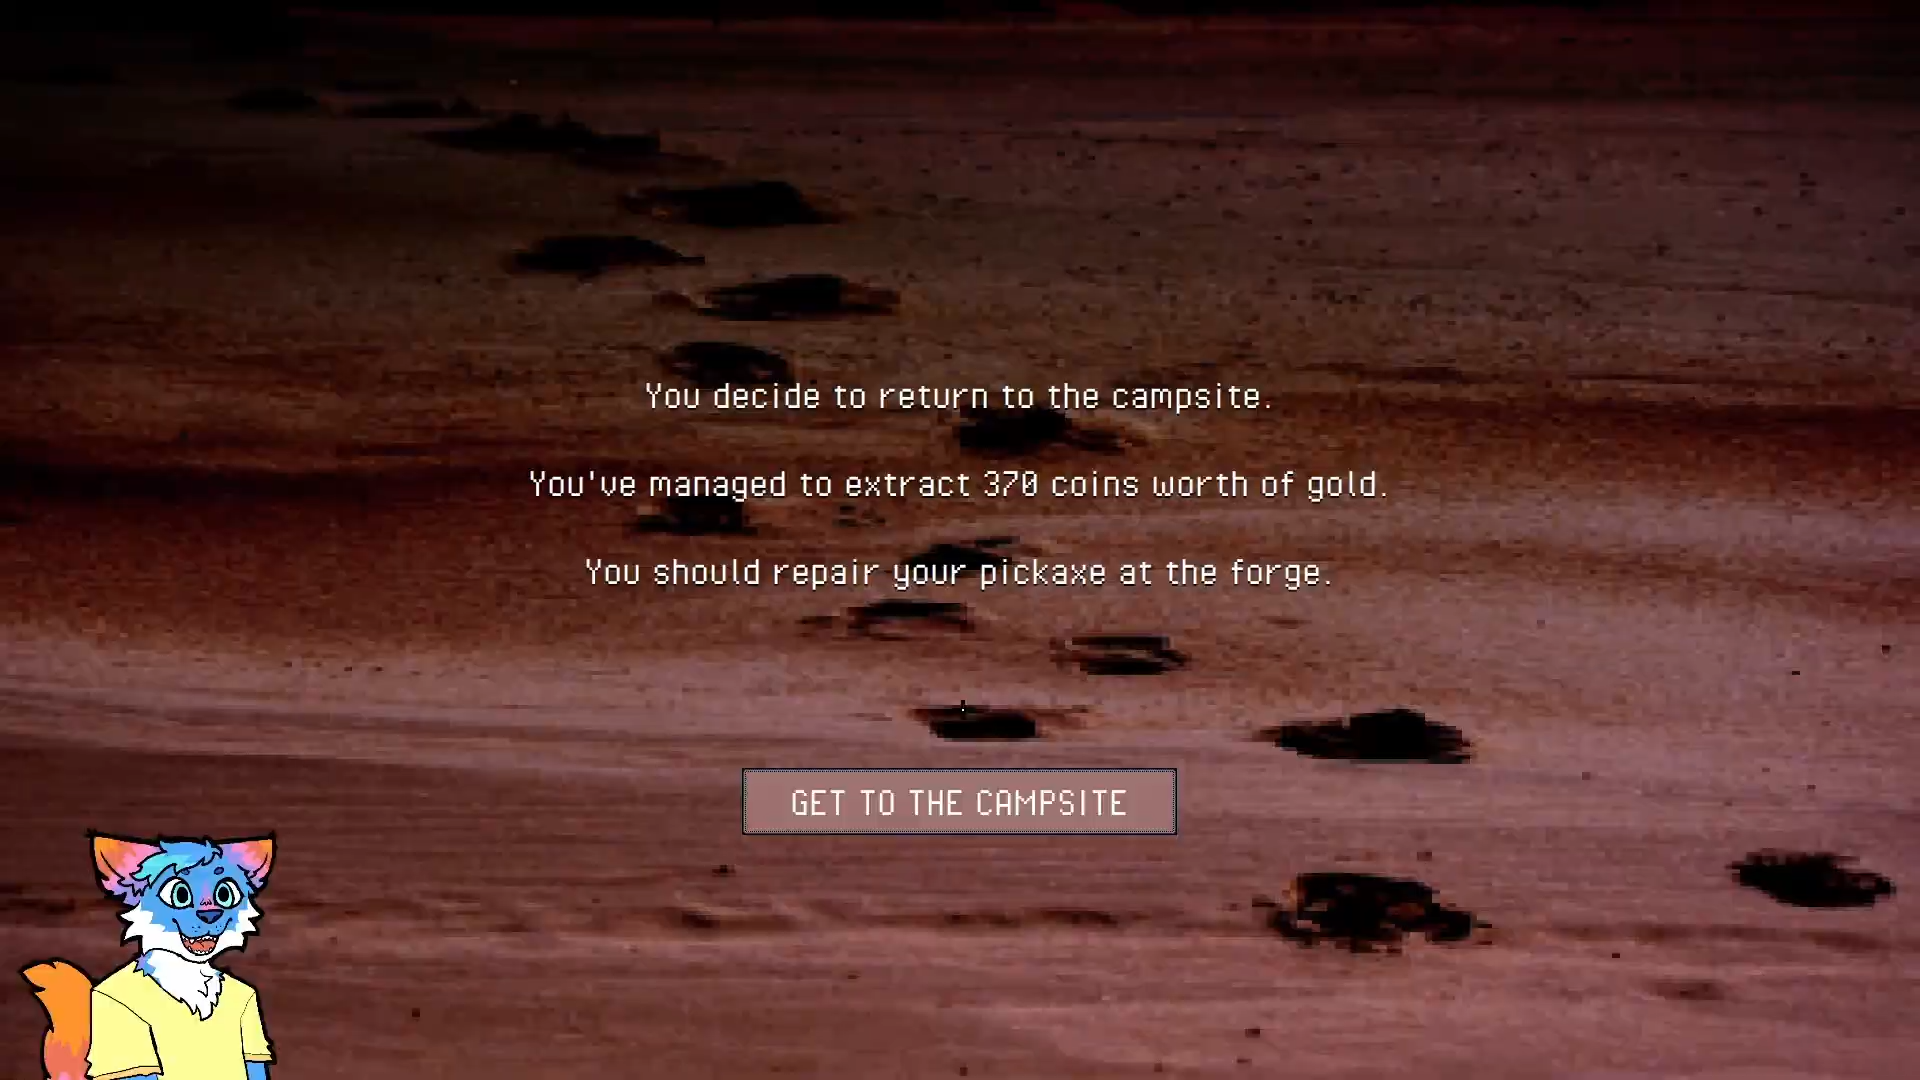 You decide to return to the campsite.
You've managed to extract 370 coins worth of gold.
You should repair your pickaxe at the forge.
GET TO THE CAMPSITE